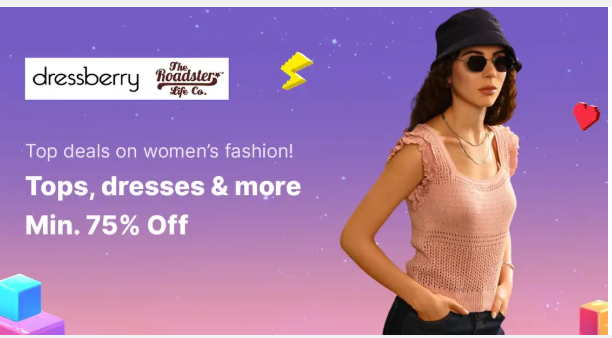 dressberry
The
Roadster
Life Co.
Top deals on women's fashion!
Tops, dresses & more
Min. 75% Off